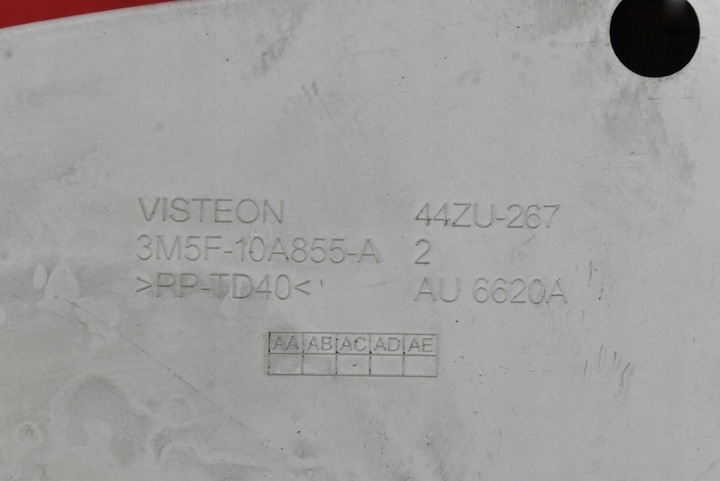 VISTEON 44ZU-267
3M5F-10A855-A 2
>PP-TD40< AU 6620A
AA AB AC AD AE